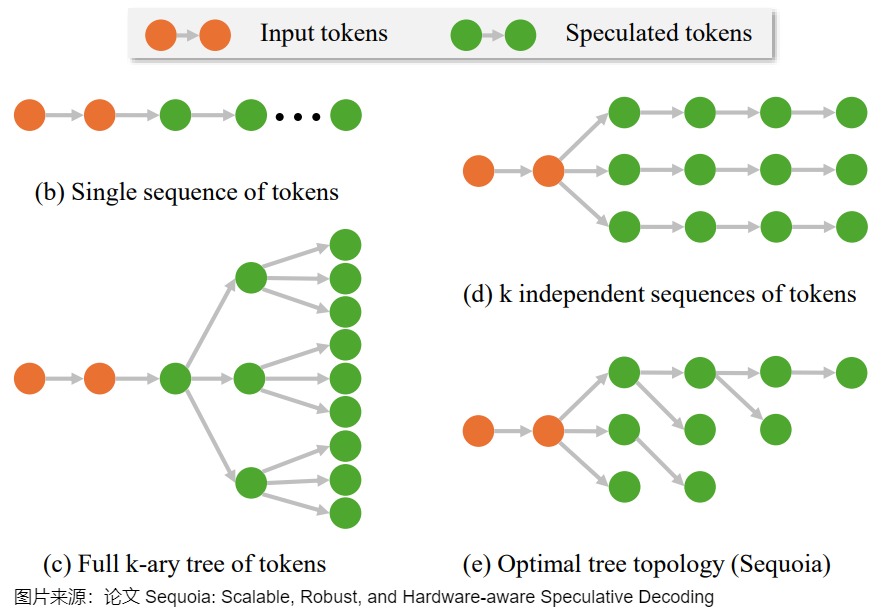 Input tokens
Speculated tokens
(b) Single sequence of tokens
(d) k independent sequences of tokens
(c) Full k-ary tree of tokens
(e) Optimal tree topology (Sequoia)
图片来源：论文 Sequoia: Scalable, Robust, and Hardware-aware Speculative Decoding